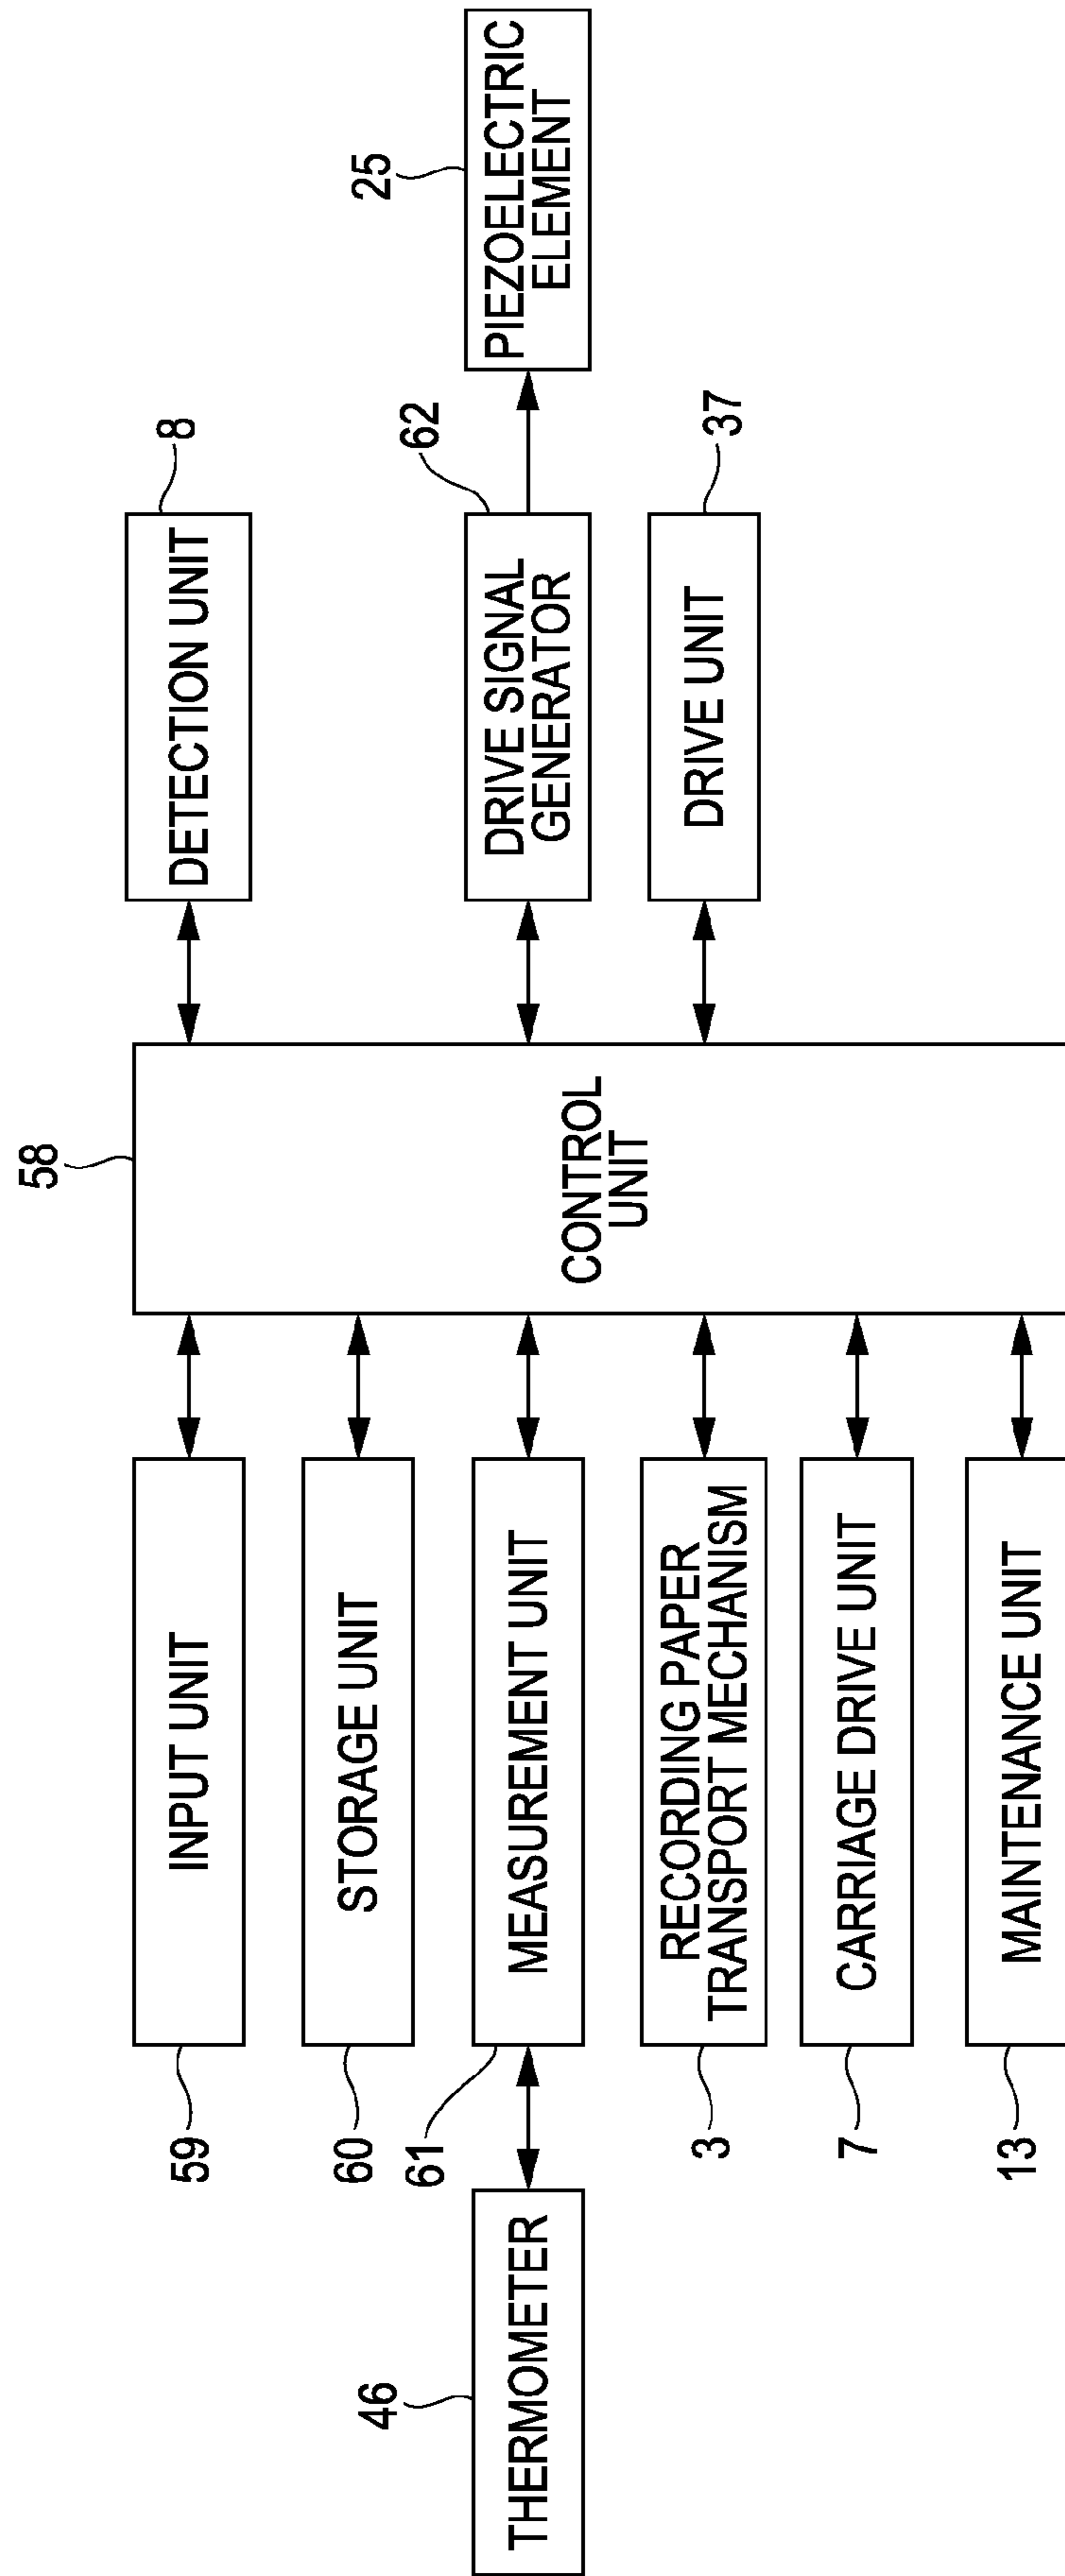 58
59
INPUT UNIT
DETECTION UNIT
8
60
STORAGE UNIT
46
THERMOMETER
61
MEASUREMENT UNIT
CONTROL
UNIT
62
DRIVE SIGNAL
GENERATOR
25
PIEZOELECTRIC
ELEMENT
3
RECORDING PAPER
TRANSPORT MECHANISM
DRIVE UNIT
37
7
CARRIAGE DRIVE UNIT
13
MAINTENANCE UNIT